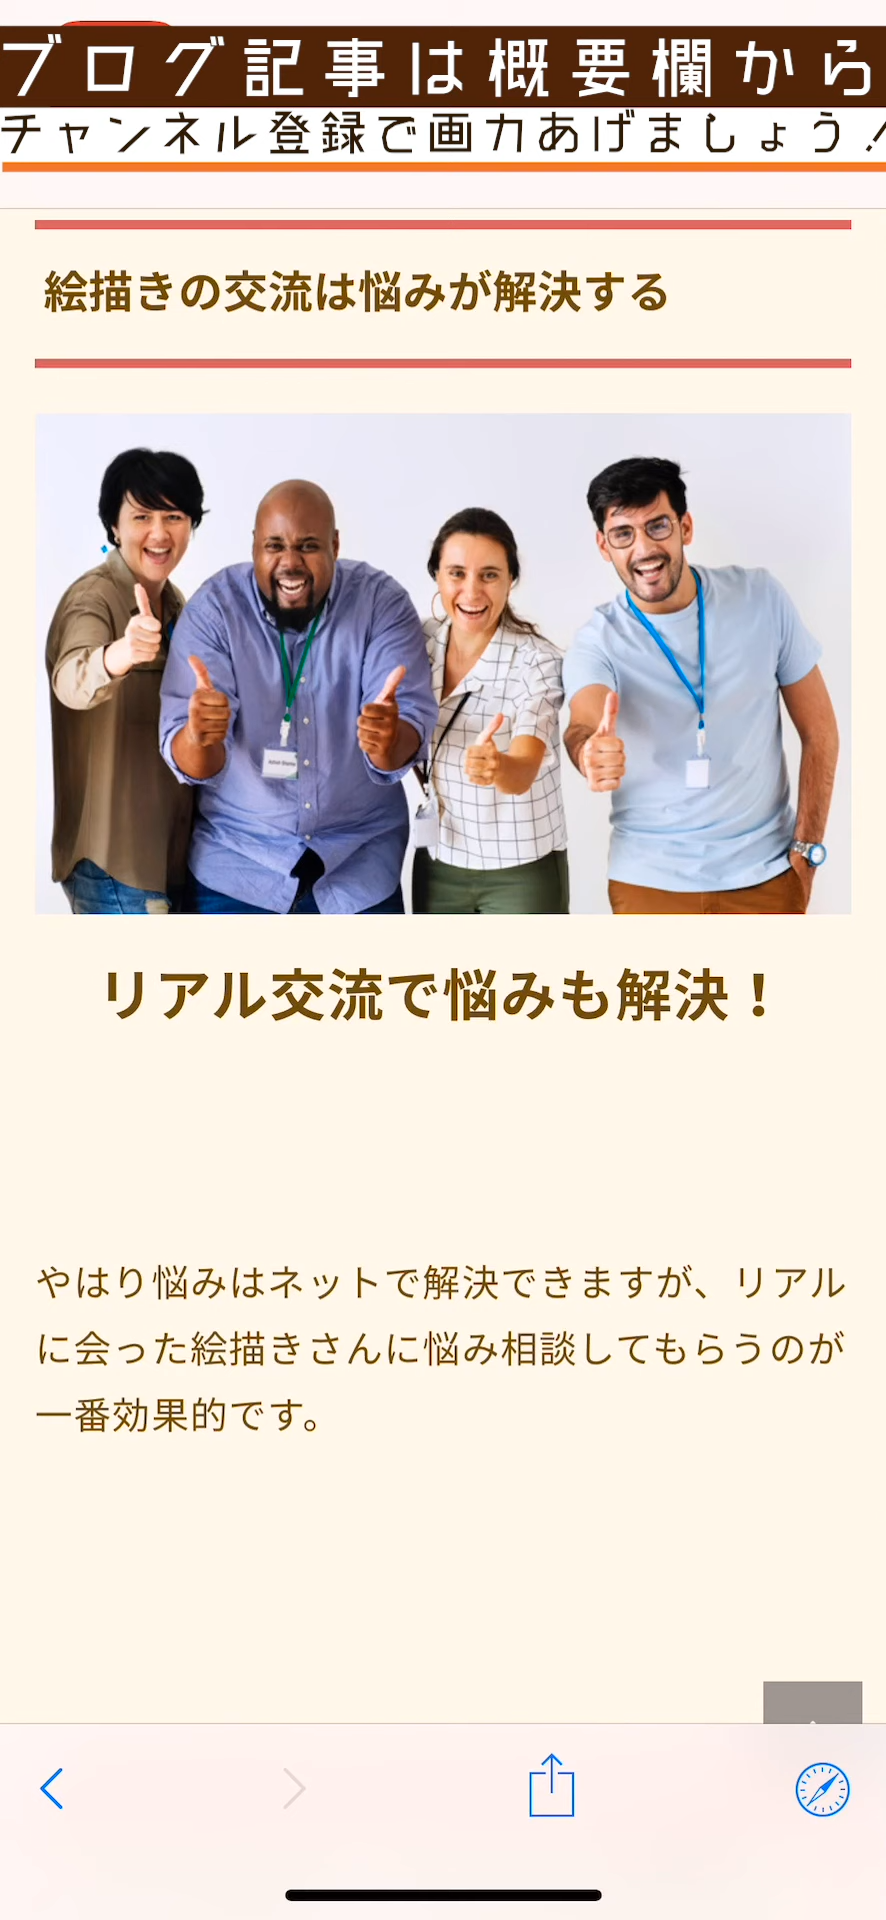 ブログ記事は概要欄から
チャンネル登録で画力あげましょう！
絵描きの交流は悩みが解決する
リアル交流で悩みも解決！
やはり悩みはネットで解決できますが、リアル
に会った絵描きさんに悩み相談してもらうのが
一番効果的です。